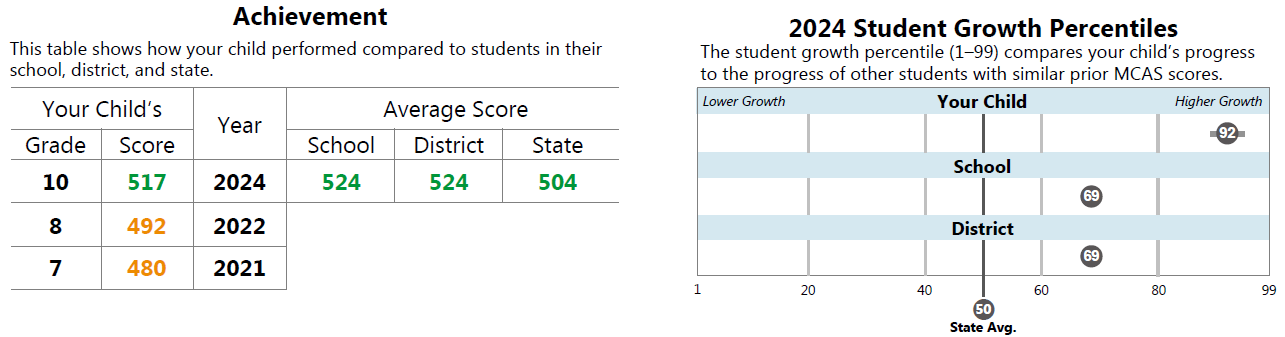 Achievement
This table shows how your child performed compared to students in their
school, district, and state.
Your Child's Year Average Score
Grade Score School District State
10 517 2024 524 524 504
8 492 2022
7 480 2021
2024 Student Growth Percentiles
The student growth percentile (1–99) compares your child's progress
to the progress of other students with similar prior MCAS scores.
Lower Growth Your Child Higher Growth
92
School
69
District
69
1 20 40 60 80 99
50
State Avg.